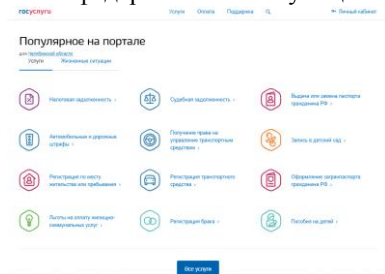 госуслуги
Услуги Оплата Поддержка Личный кабинет
Популярное на портале
для Челябинской области
Услуги Жизненные ситуации
Налоговая задолженность ›
Судебная задолженность ›
Выдача или замена паспорта
гражданина РФ ›
Автомобильные и дорожные
штрафы ›
Получение права на
управление транспортным
средством ›
Запись в детский сад ›
Регистрация по месту
жительства или пребывания ›
Регистрация транспортного
средства ›
Оформление загранпаспорта
гражданина РФ ›
Льготы на оплату жилищно-
коммунальных услуг ›
Регистрация брака ›
Пособия на детей ›
Все услуги